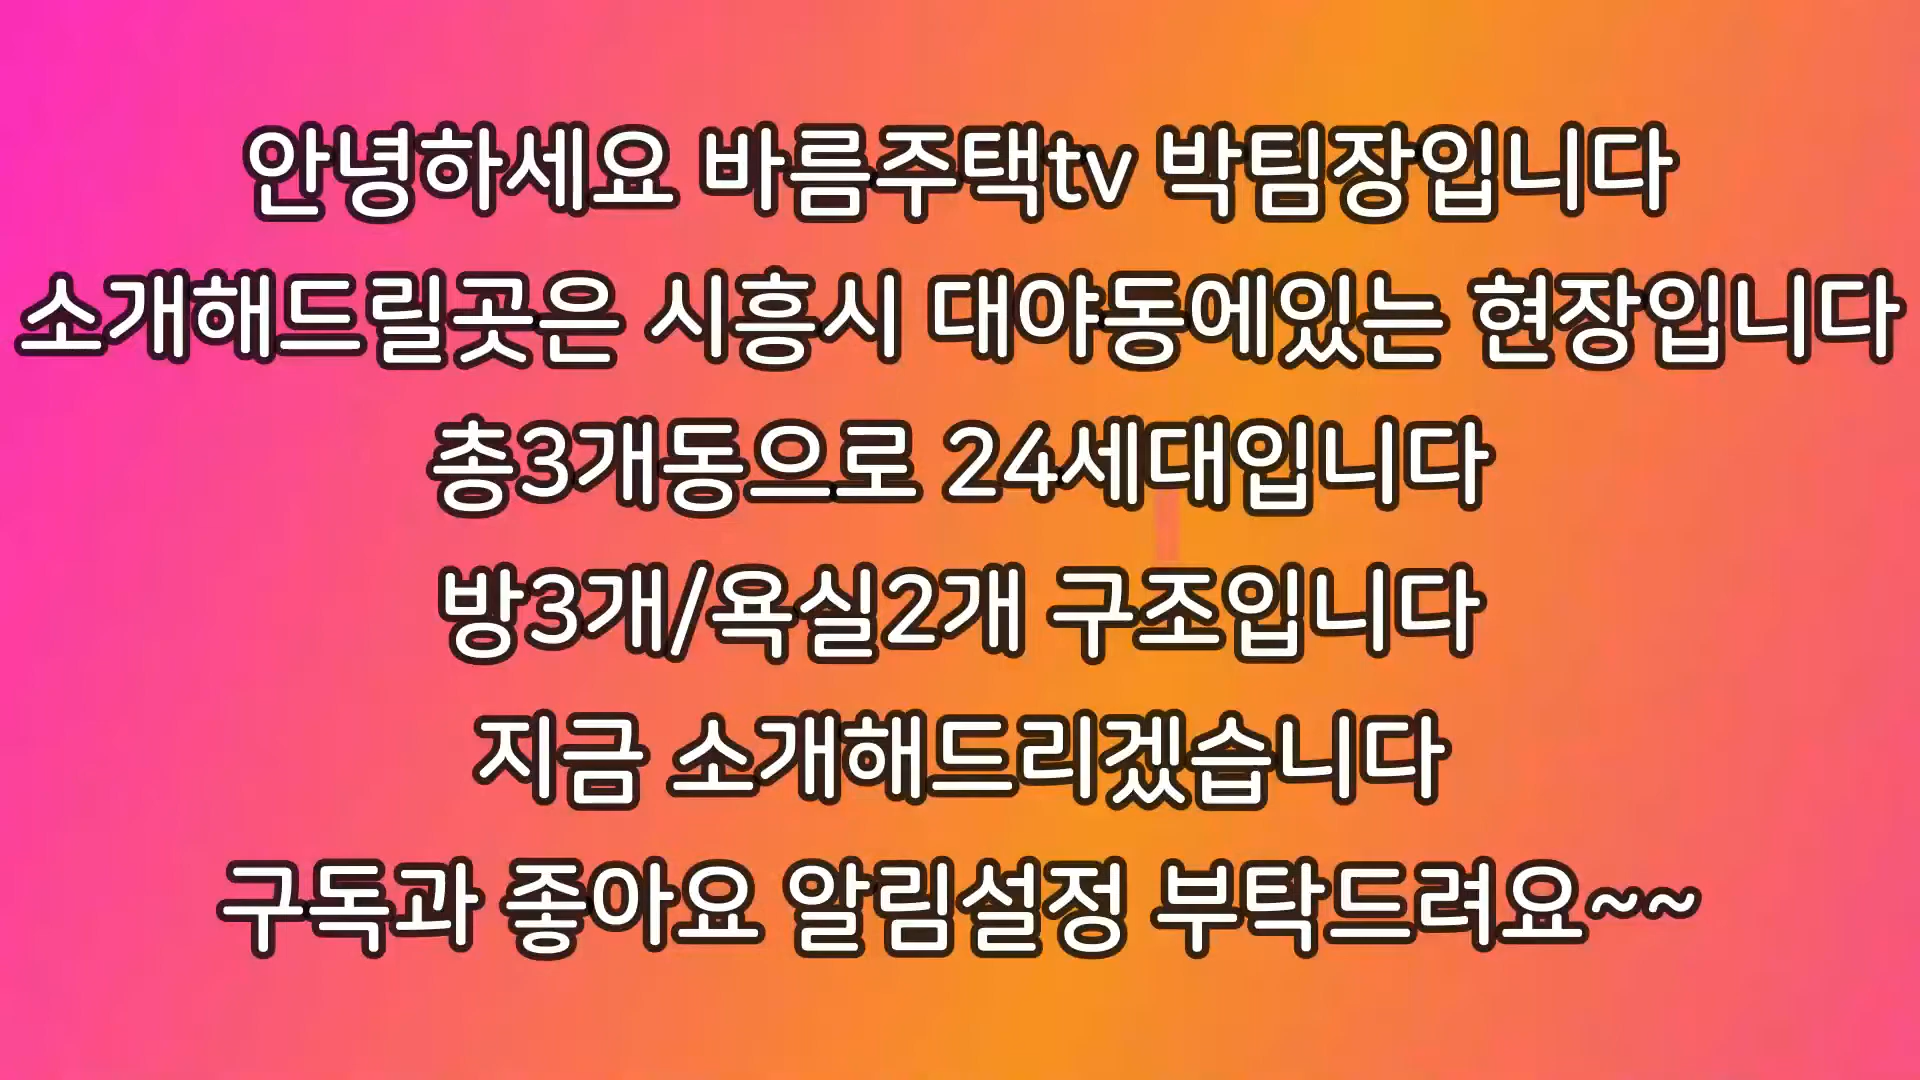 안녕하세요 바름주택tv 박팀장입니다
소개해드릴곳은 시흥시 대야동에있는 현장입니다
총3개동으로 24세대입니다
방3개/욕실2개 구조입니다
지금 소개해드리겠습니다
구독과 좋아요 알림설정 부탁드려요~~